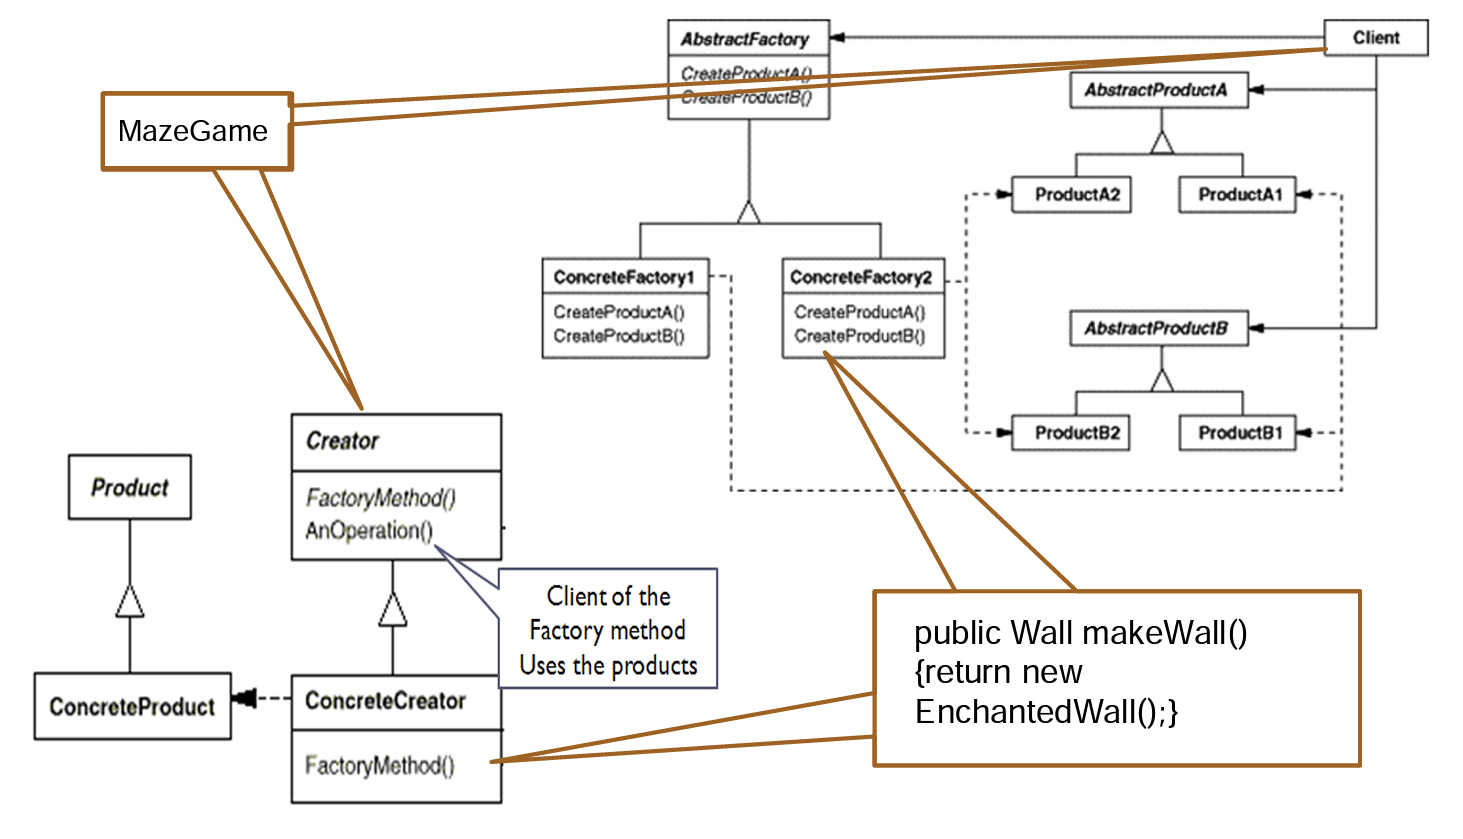 AbstractFactory
CreateProductA()
CreateProductB()
Client
MazeGame
AbstractProductA
ProductA2
ProductA1
ConcreteFactory1
CreateProductA()
CreateProductB()
ConcreteFactory2
CreateProductA()
CreateProductB()
AbstractProductB
ProductB2
ProductB1
Creator
FactoryMethod()
AnOperation()
Product
Client of the
Factory method
Uses the products
public Wall makeWall()
{return new
EnchantedWall();}
ConcreteProduct
ConcreteCreator
FactoryMethod()